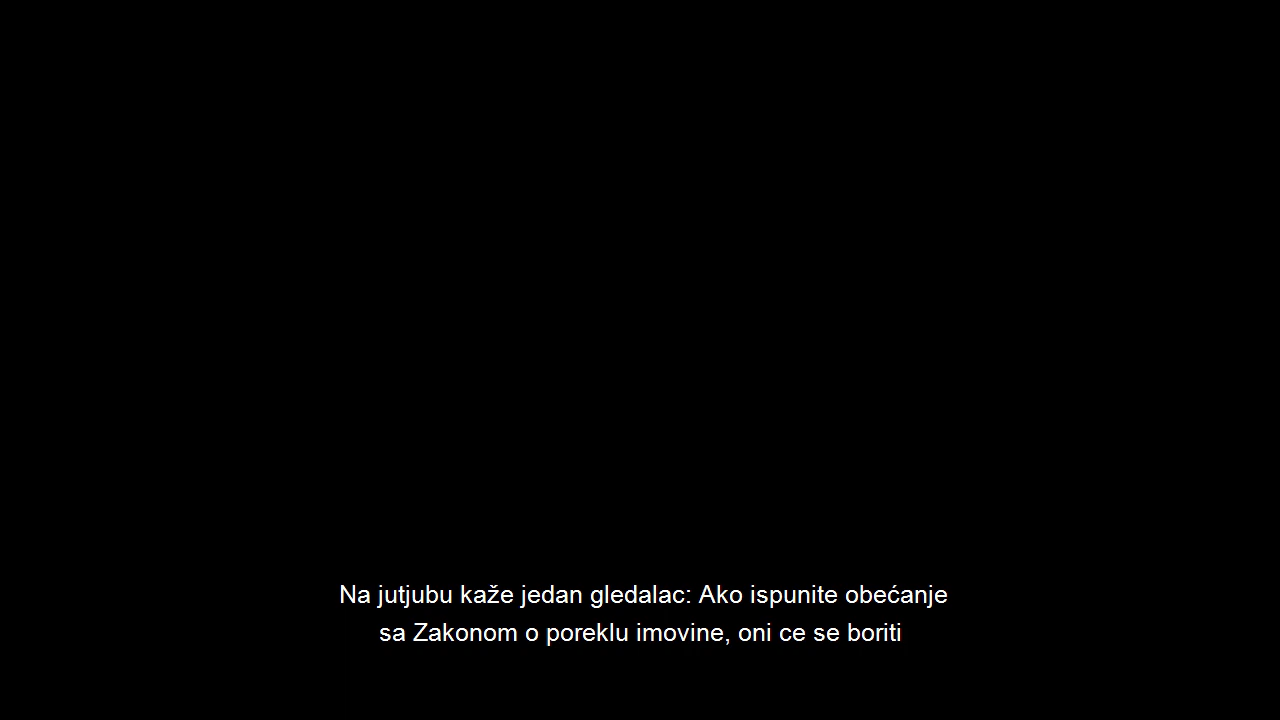 Na jutjubu kaže jedan gledalac: Ako ispunite obećanje
sa Zakonom o poreklu imovine, oni ce se boriti